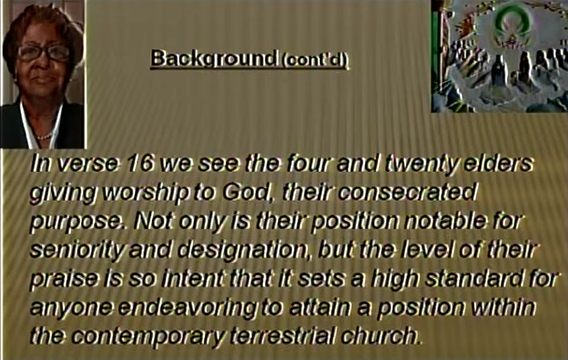 Background (cont'd)
In verse 16 we see the four and twenty elders
giving worship to God, their consecrated
purpose. Not only is their position notable for
seniority and designation, but the level of their
praise is so intent that it sets a high standard for
anyone endeavoring to attain a position within
the contemporary terrestrial church.